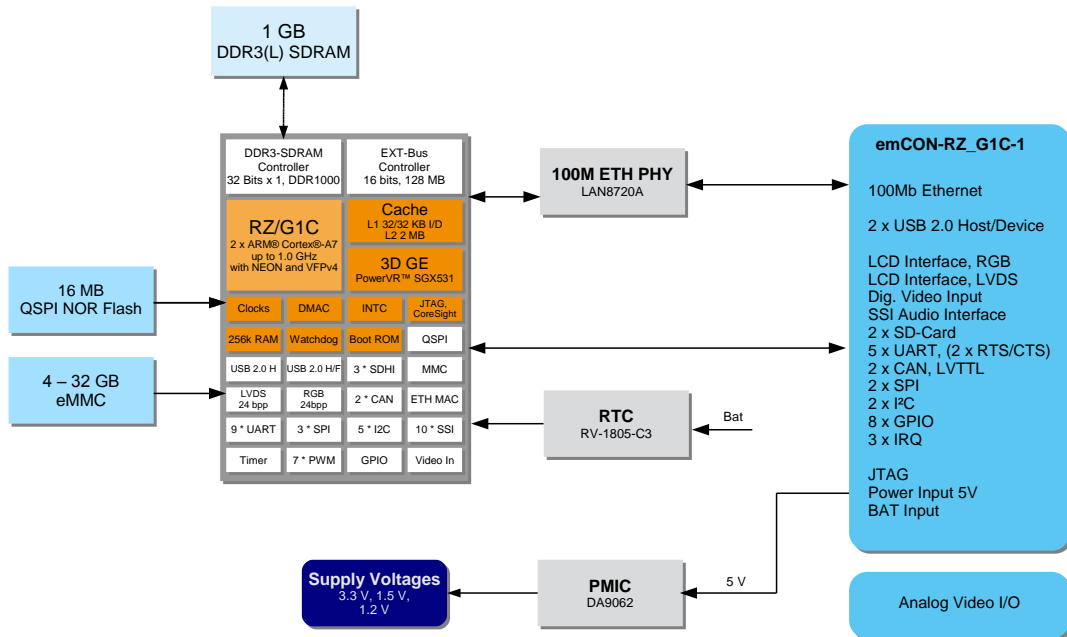 1 GB
DDR3(L) SDRAM
DDR3-SDRAM
Controller
32 Bits x 1, DDR1000
EXT-Bus
Controller
16 bits, 128 MB
RZ/G1C
2 x ARM® Cortex®-A7
up to 1.0 GHz
with NEON and VFPv4
Cache
L1 32/32 KB I/D
L2 2 MB
3D GE
PowerVR™ SGX531
Clocks
DMAC
INTC
JTAG,
CoreSight
256k RAM
Watchdog
Boot ROM
QSPI
USB 2.0 H
USB 2.0 H/F
3 * SDHI
MMC
LVDS
24 bpp
RGB
24bpp
2 * CAN
ETH MAC
9 * UART
3 * SPI
5 * I2C
10 * SSI
Timer
7 * PWM
GPIO
Video In
16 MB
QSPI NOR Flash
4 – 32 GB
eMMC
100M ETH PHY
LAN8720A
RTC
RV-1805-C3
Bat
Supply Voltages
3.3 V, 1.5 V,
1.2 V
PMIC
DA9062
5 V
emCON-RZ_G1C-1
100Mb Ethernet
2 x USB 2.0 Host/Device
LCD Interface, RGB
LCD Interface, LVDS
Dig. Video Input
SSI Audio Interface
2 x SD-Card
5 x UART, (2 x RTS/CTS)
2 x CAN, LVTTL
2 x SPI
2 x I²C
8 x GPIO
3 x IRQ
JTAG
Power Input 5V
BAT Input
Analog Video I/O